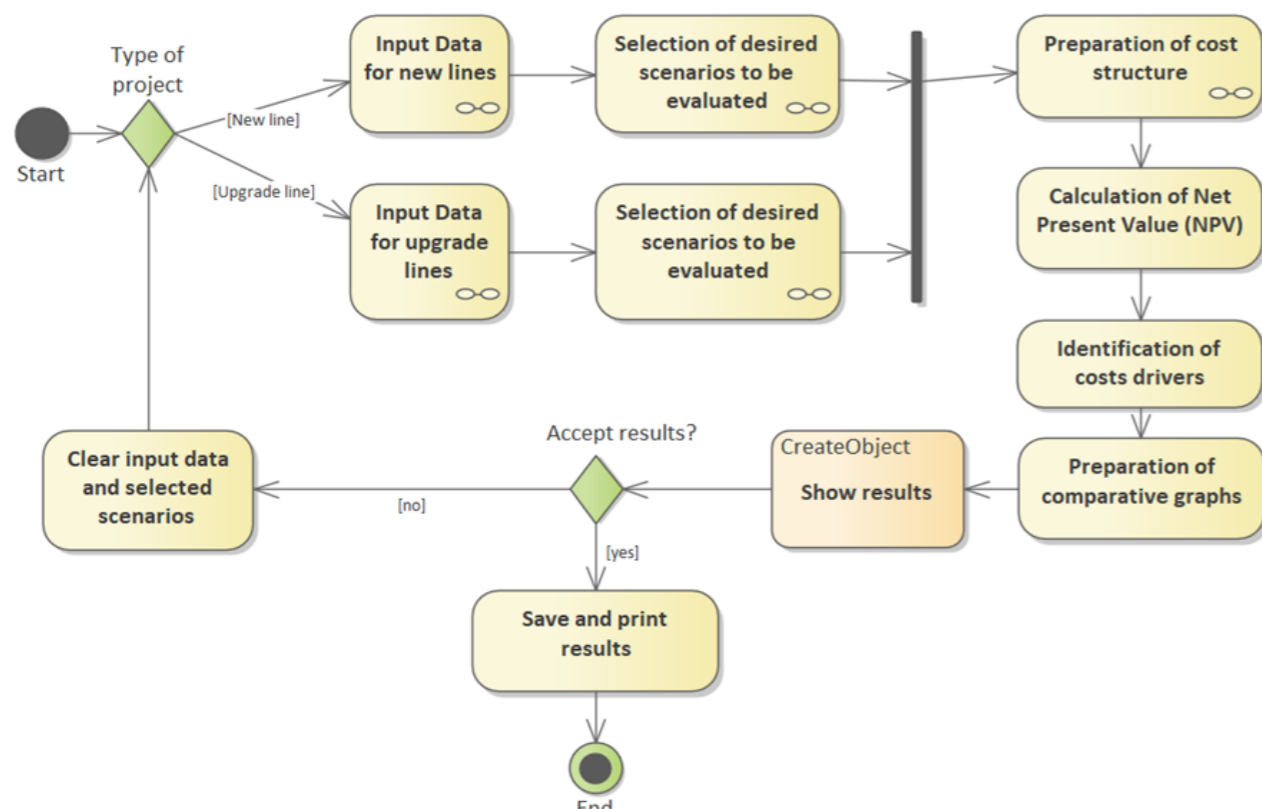 Start
Type of
project
[New line]
[Upgrade line]
Input Data
for new lines
Selection of desired
scenarios to be
evaluated
Input Data
for upgrade
lines
Selection of desired
scenarios to be
evaluated
Preparation of cost
structure
Calculation of Net
Present Value (NPV)
Identification of
costs drivers
Preparation of
comparative graphs
CreateObject
Show results
Accept results?
[no]
[yes]
Clear input data
and selected
scenarios
Save and print
results
End